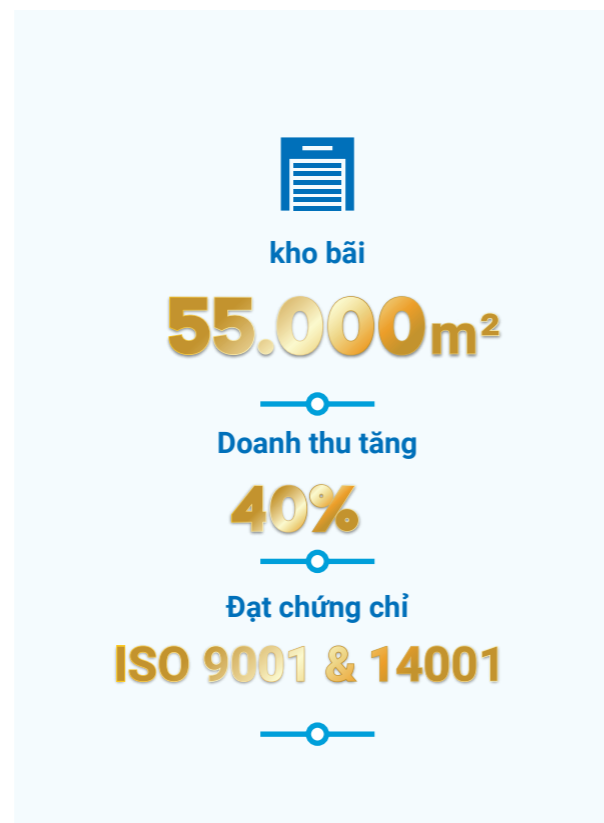 kho bãi
55.000m²
Doanh thu tăng
40%
Đạt chứng chỉ
ISO 9001 & 14001